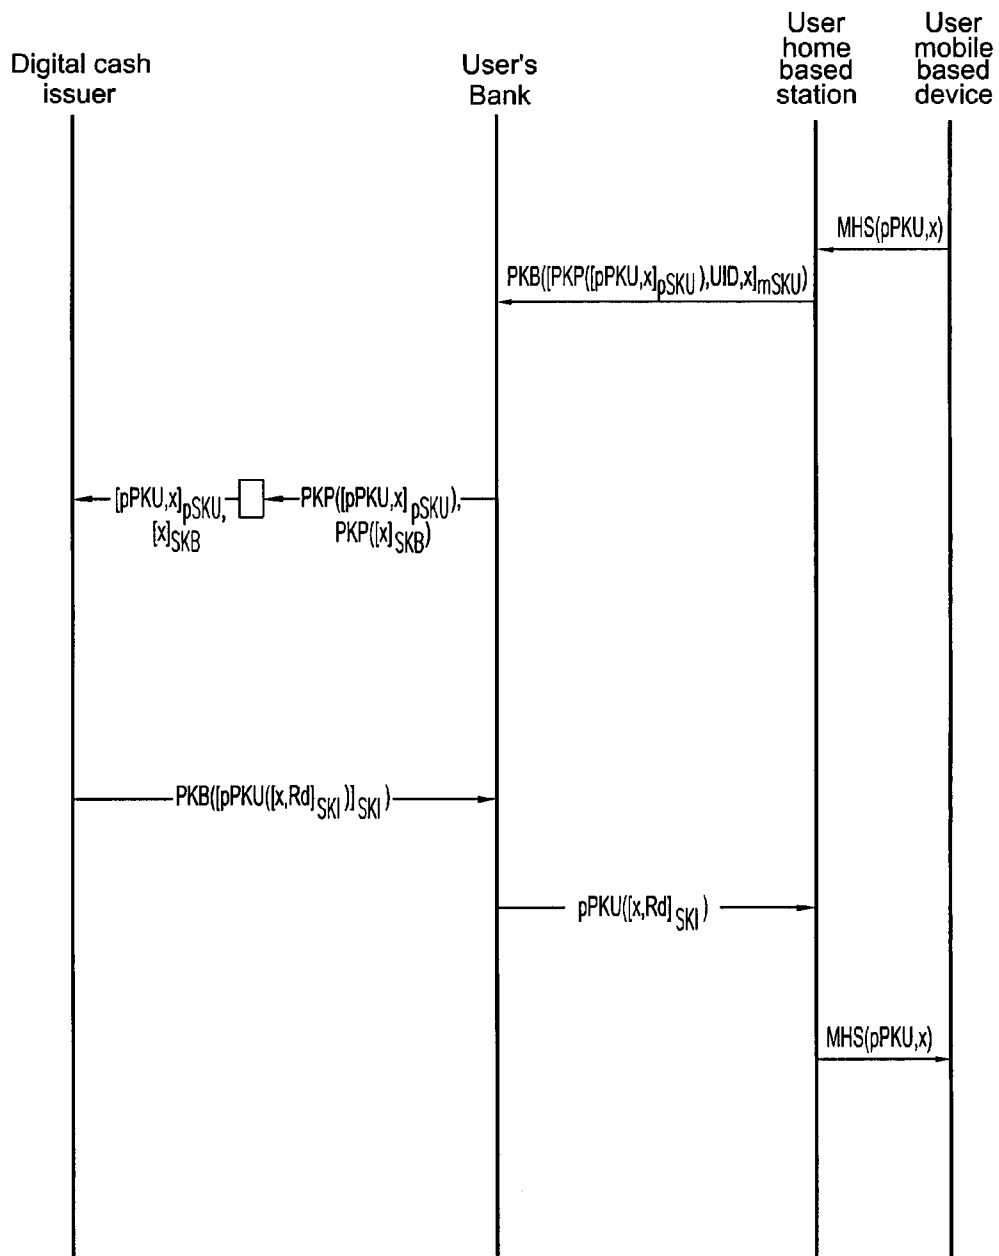 Digital cash
issuer
User's
Bank
User
home
based
station
User
mobile
based
device
MHS(pPKU,x)
PKB([PKP([pPKU,x]pSKU),UID,x]mSKU)
[pPKU,x]pSKU,
[x]SKB
PKP([pPKU,x]pSKU),
PKP([x]SKB)
PKB([pPKU([x,Rd]SKI)]SKI)
pPKU([x,Rd]SKI)
MHS(pPKU,x)